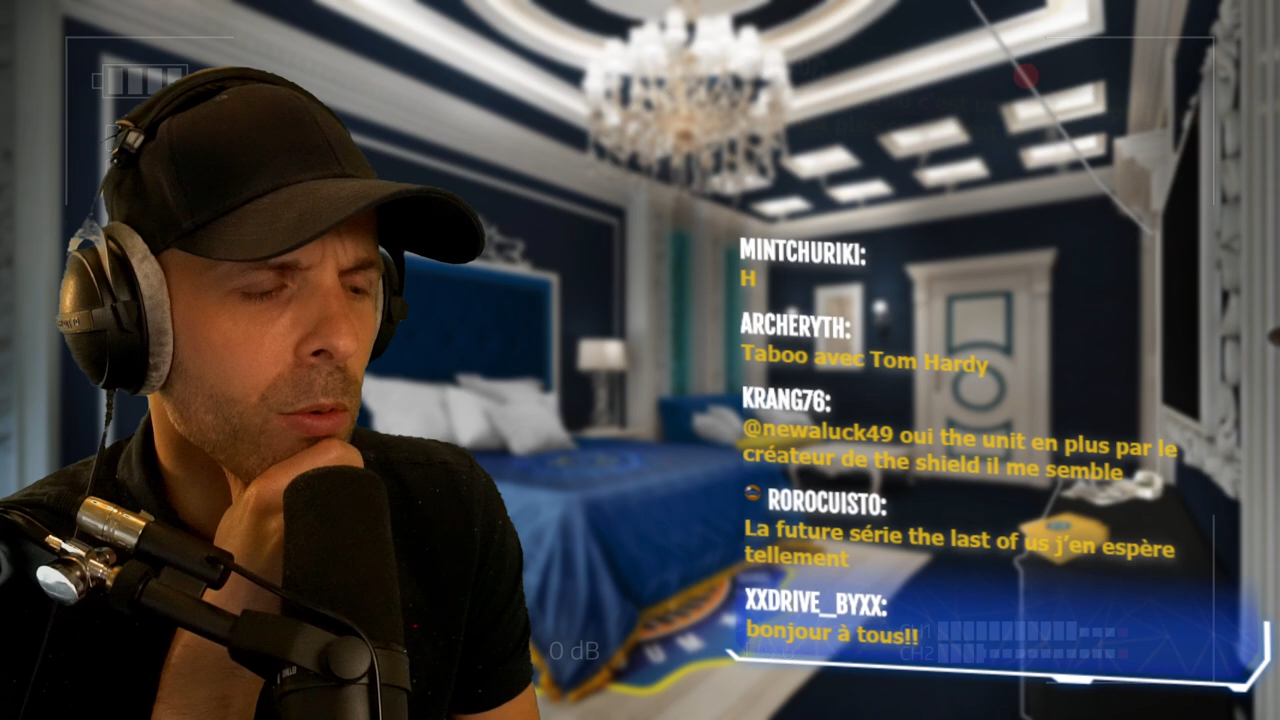 MINTCHURIKI:
H
ARCHERYTH:
Taboo avec Tom Hardy
KRANG76:
@newaluck49 oui the unit en plus par le
créateur de the shield il me semble
ROROCUISTO:
La future série the last of us j'en espère
tellement
XXDRIVE_BYXX:
bonjour à tous!!
0 dB
CH1
CH2